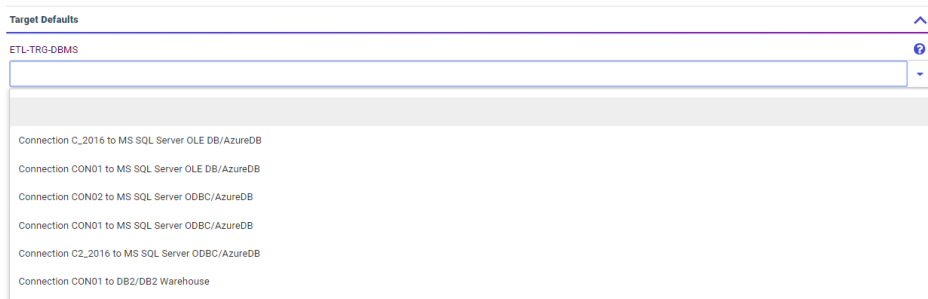 Target Defaults
ETL-TRG-DBMS
Connection C_2016 to MS SQL Server OLE DB/AzureDB
Connection CON01 to MS SQL Server OLE DB/AzureDB
Connection CON02 to MS SQL Server ODBC/AzureDB
Connection CON01 to MS SQL Server ODBC/AzureDB
Connection C2_2016 to MS SQL Server ODBC/AzureDB
Connection CON01 to DB2/DB2 Warehouse